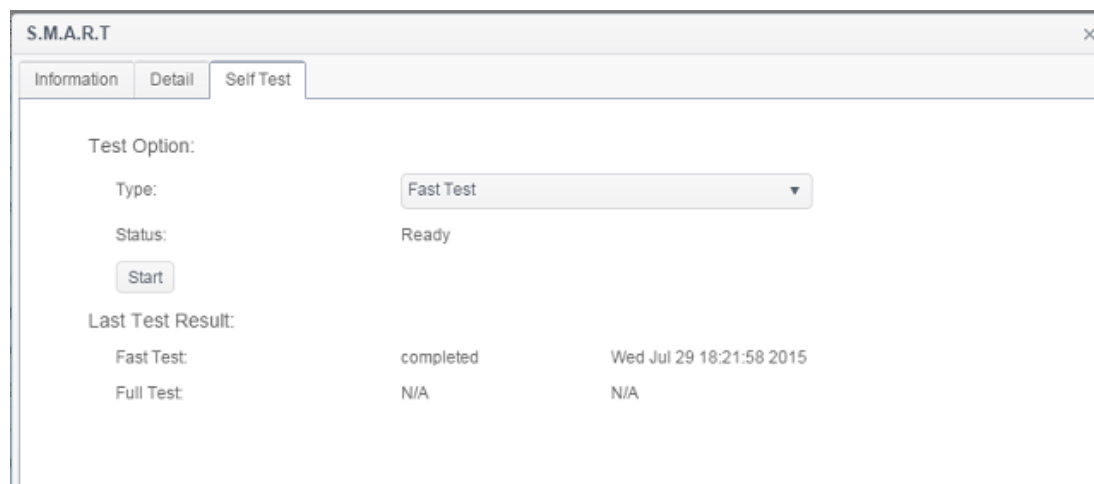 S.M.A.R.T
Information Detail Self Test
Test Option:
Type: Fast Test
Status: Ready
Start
Last Test Result:
Fast Test: completed Wed Jul 29 18:21:58 2015
Full Test: N/A N/A